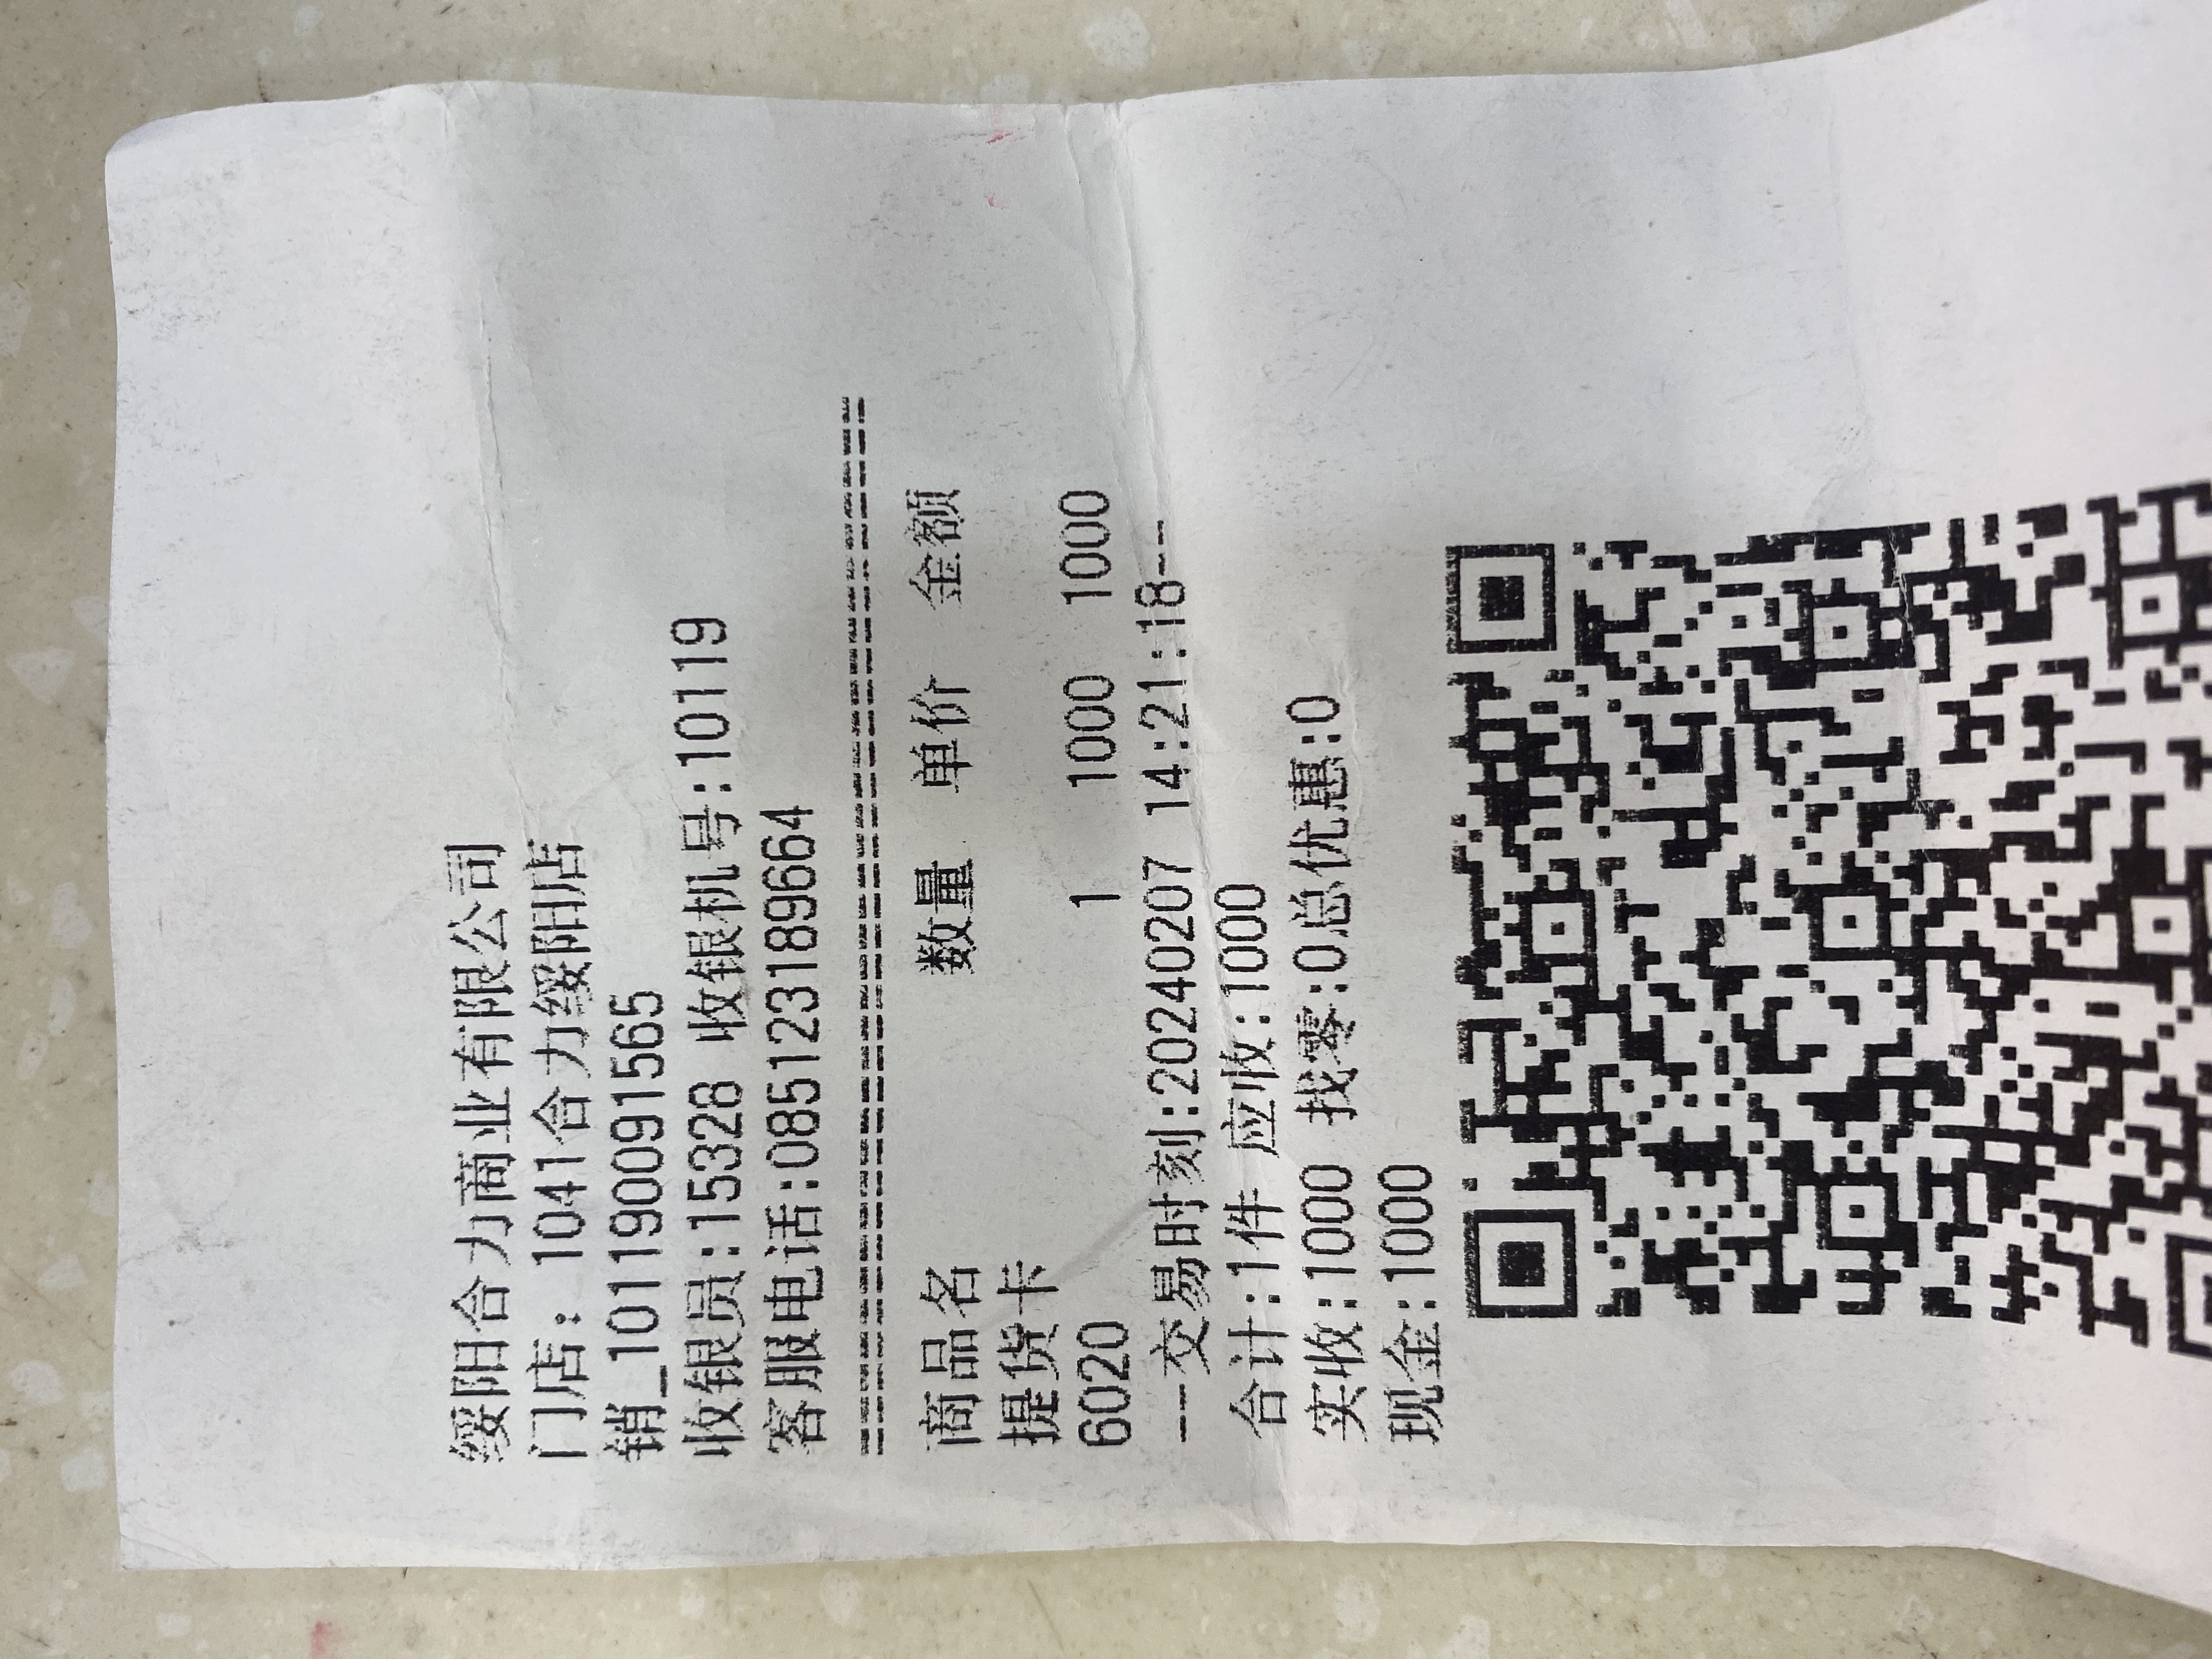 绥阳合力商业有限公司
门店: 1041合力绥阳店
销_101190091565
收银员:15328 收银机号:10119
客服电话:085123189664
商品名 数量 单价 金额
提货卡
6020 1 1000 1000
---交易时刻:20240207 14:21:18--
合计:1件 应收:1000
实收:1000 找零:0总优惠:0
现金:1000